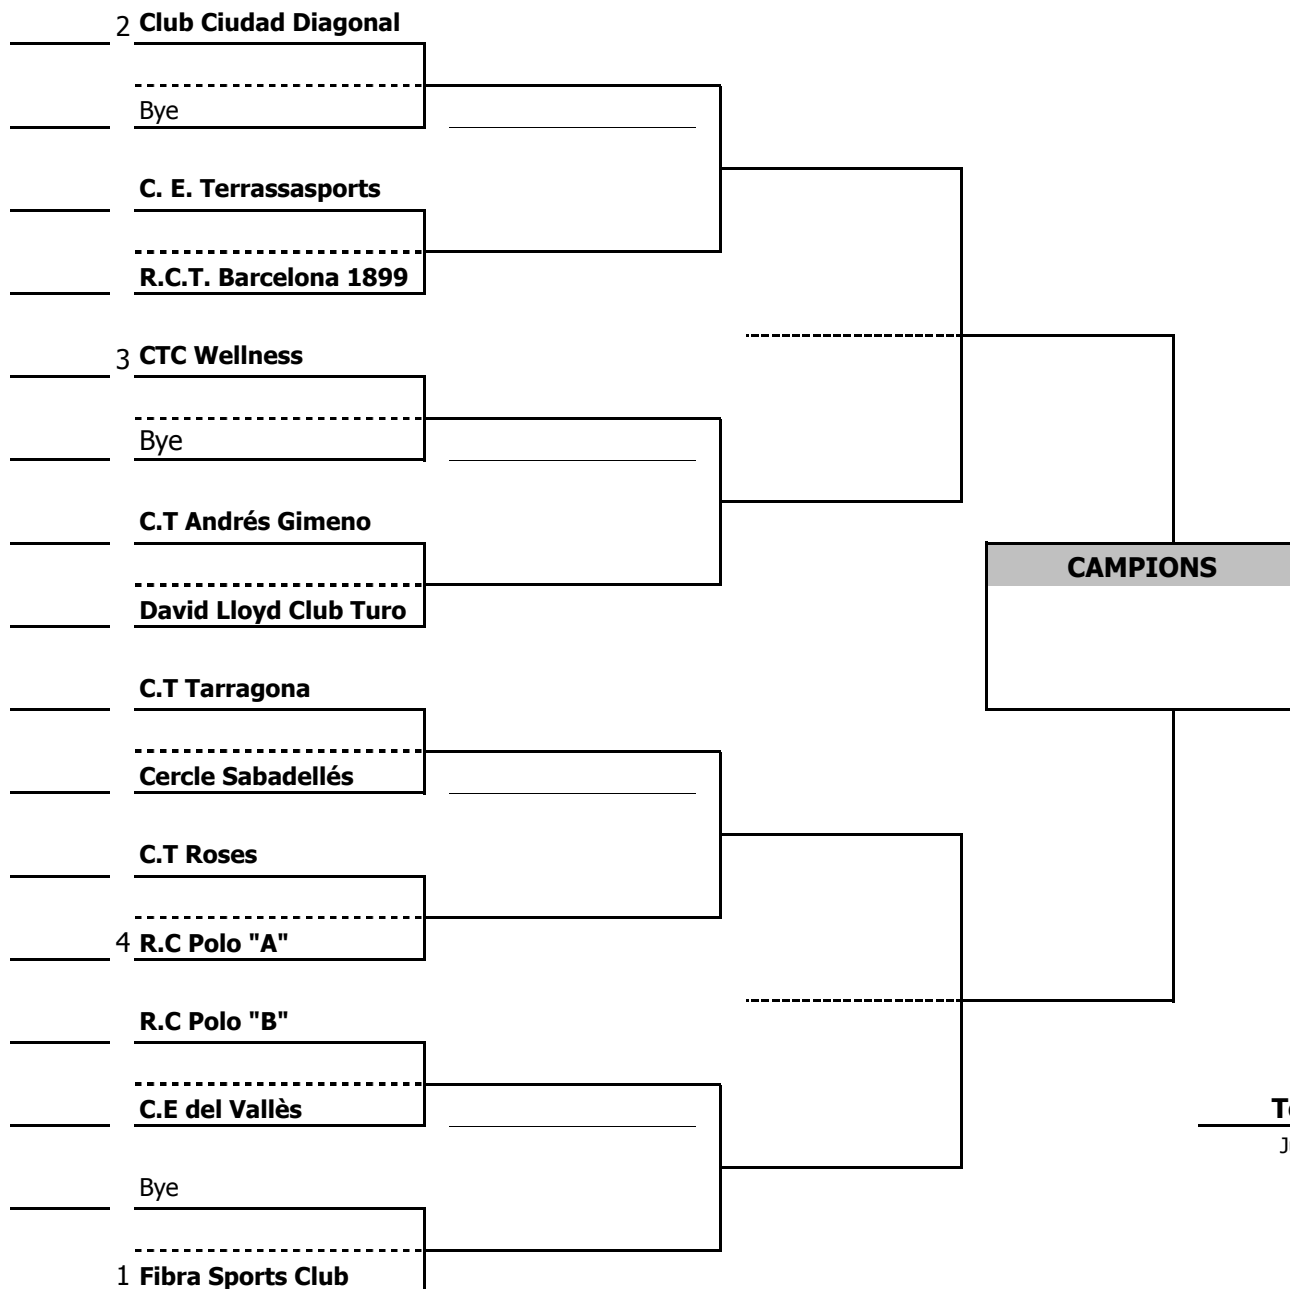 2 Club Ciudad Diagonal
Bye
C. E. Terrassasports
R.C.T. Barcelona 1899
3 CTC Wellness
Bye
C.T Andrés Gimeno
CAMPIONS
David Lloyd Club Turo
C.T Tarragona
Cercle Sabadellés
C.T Roses
4 R.C Polo "A"
R.C Polo "B"
C.E del Vallès
Bye
1 Fibra Sports Club